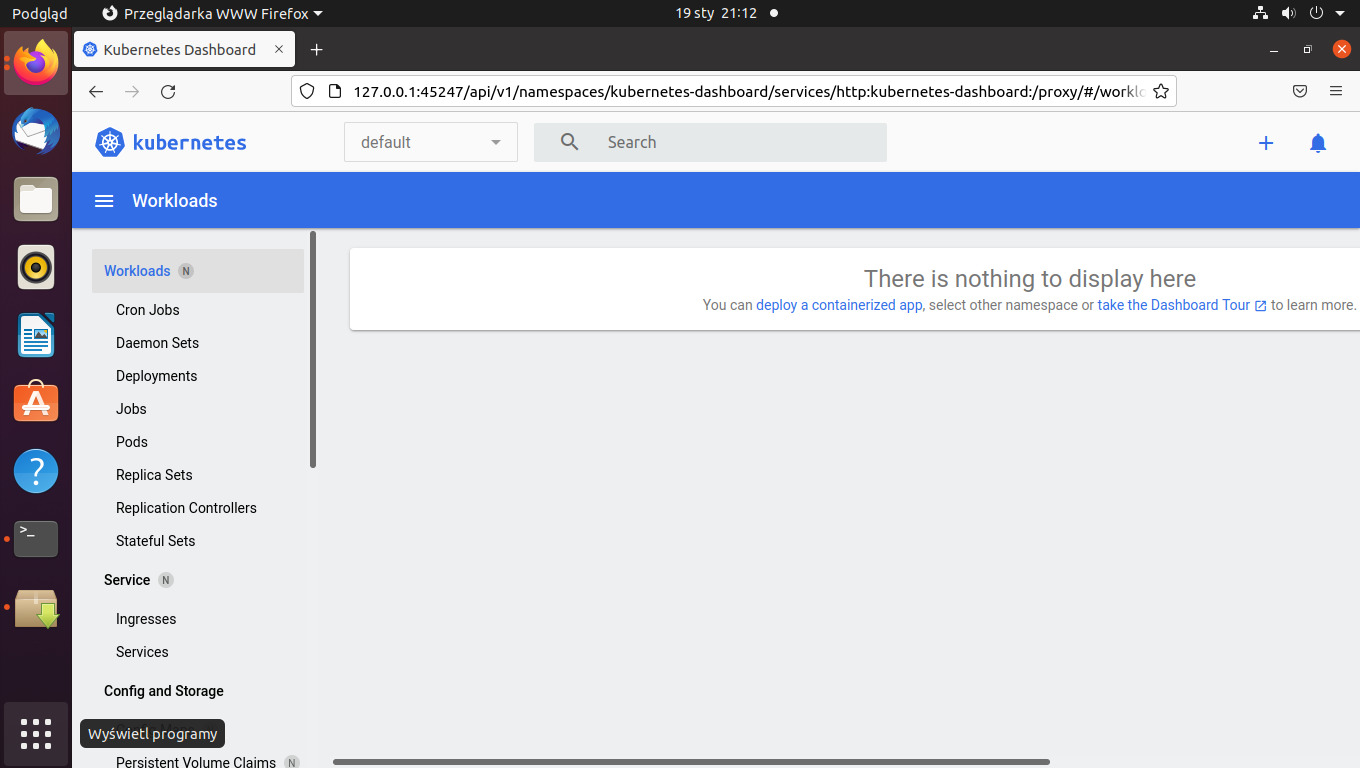 Podgląd
Przeglądarka WWW Firefox
19 sty 21:12
Kubernetes Dashboard
127.0.0.1:45247/api/v1/namespaces/kubernetes-dashboard/services/http:kubernetes-dashboard:/proxy/#/worklo
kubernetes
default
Search
Workloads
Workloads N
There is nothing to display here
You can deploy a containerized app, select other namespace or take the Dashboard Tour to learn more.
Cron Jobs
Daemon Sets
Deployments
Jobs
Pods
Replica Sets
Replication Controllers
Stateful Sets
Service N
Ingresses
Services
Config and Storage
Wyświetl programy
Persistent Volume Claims N